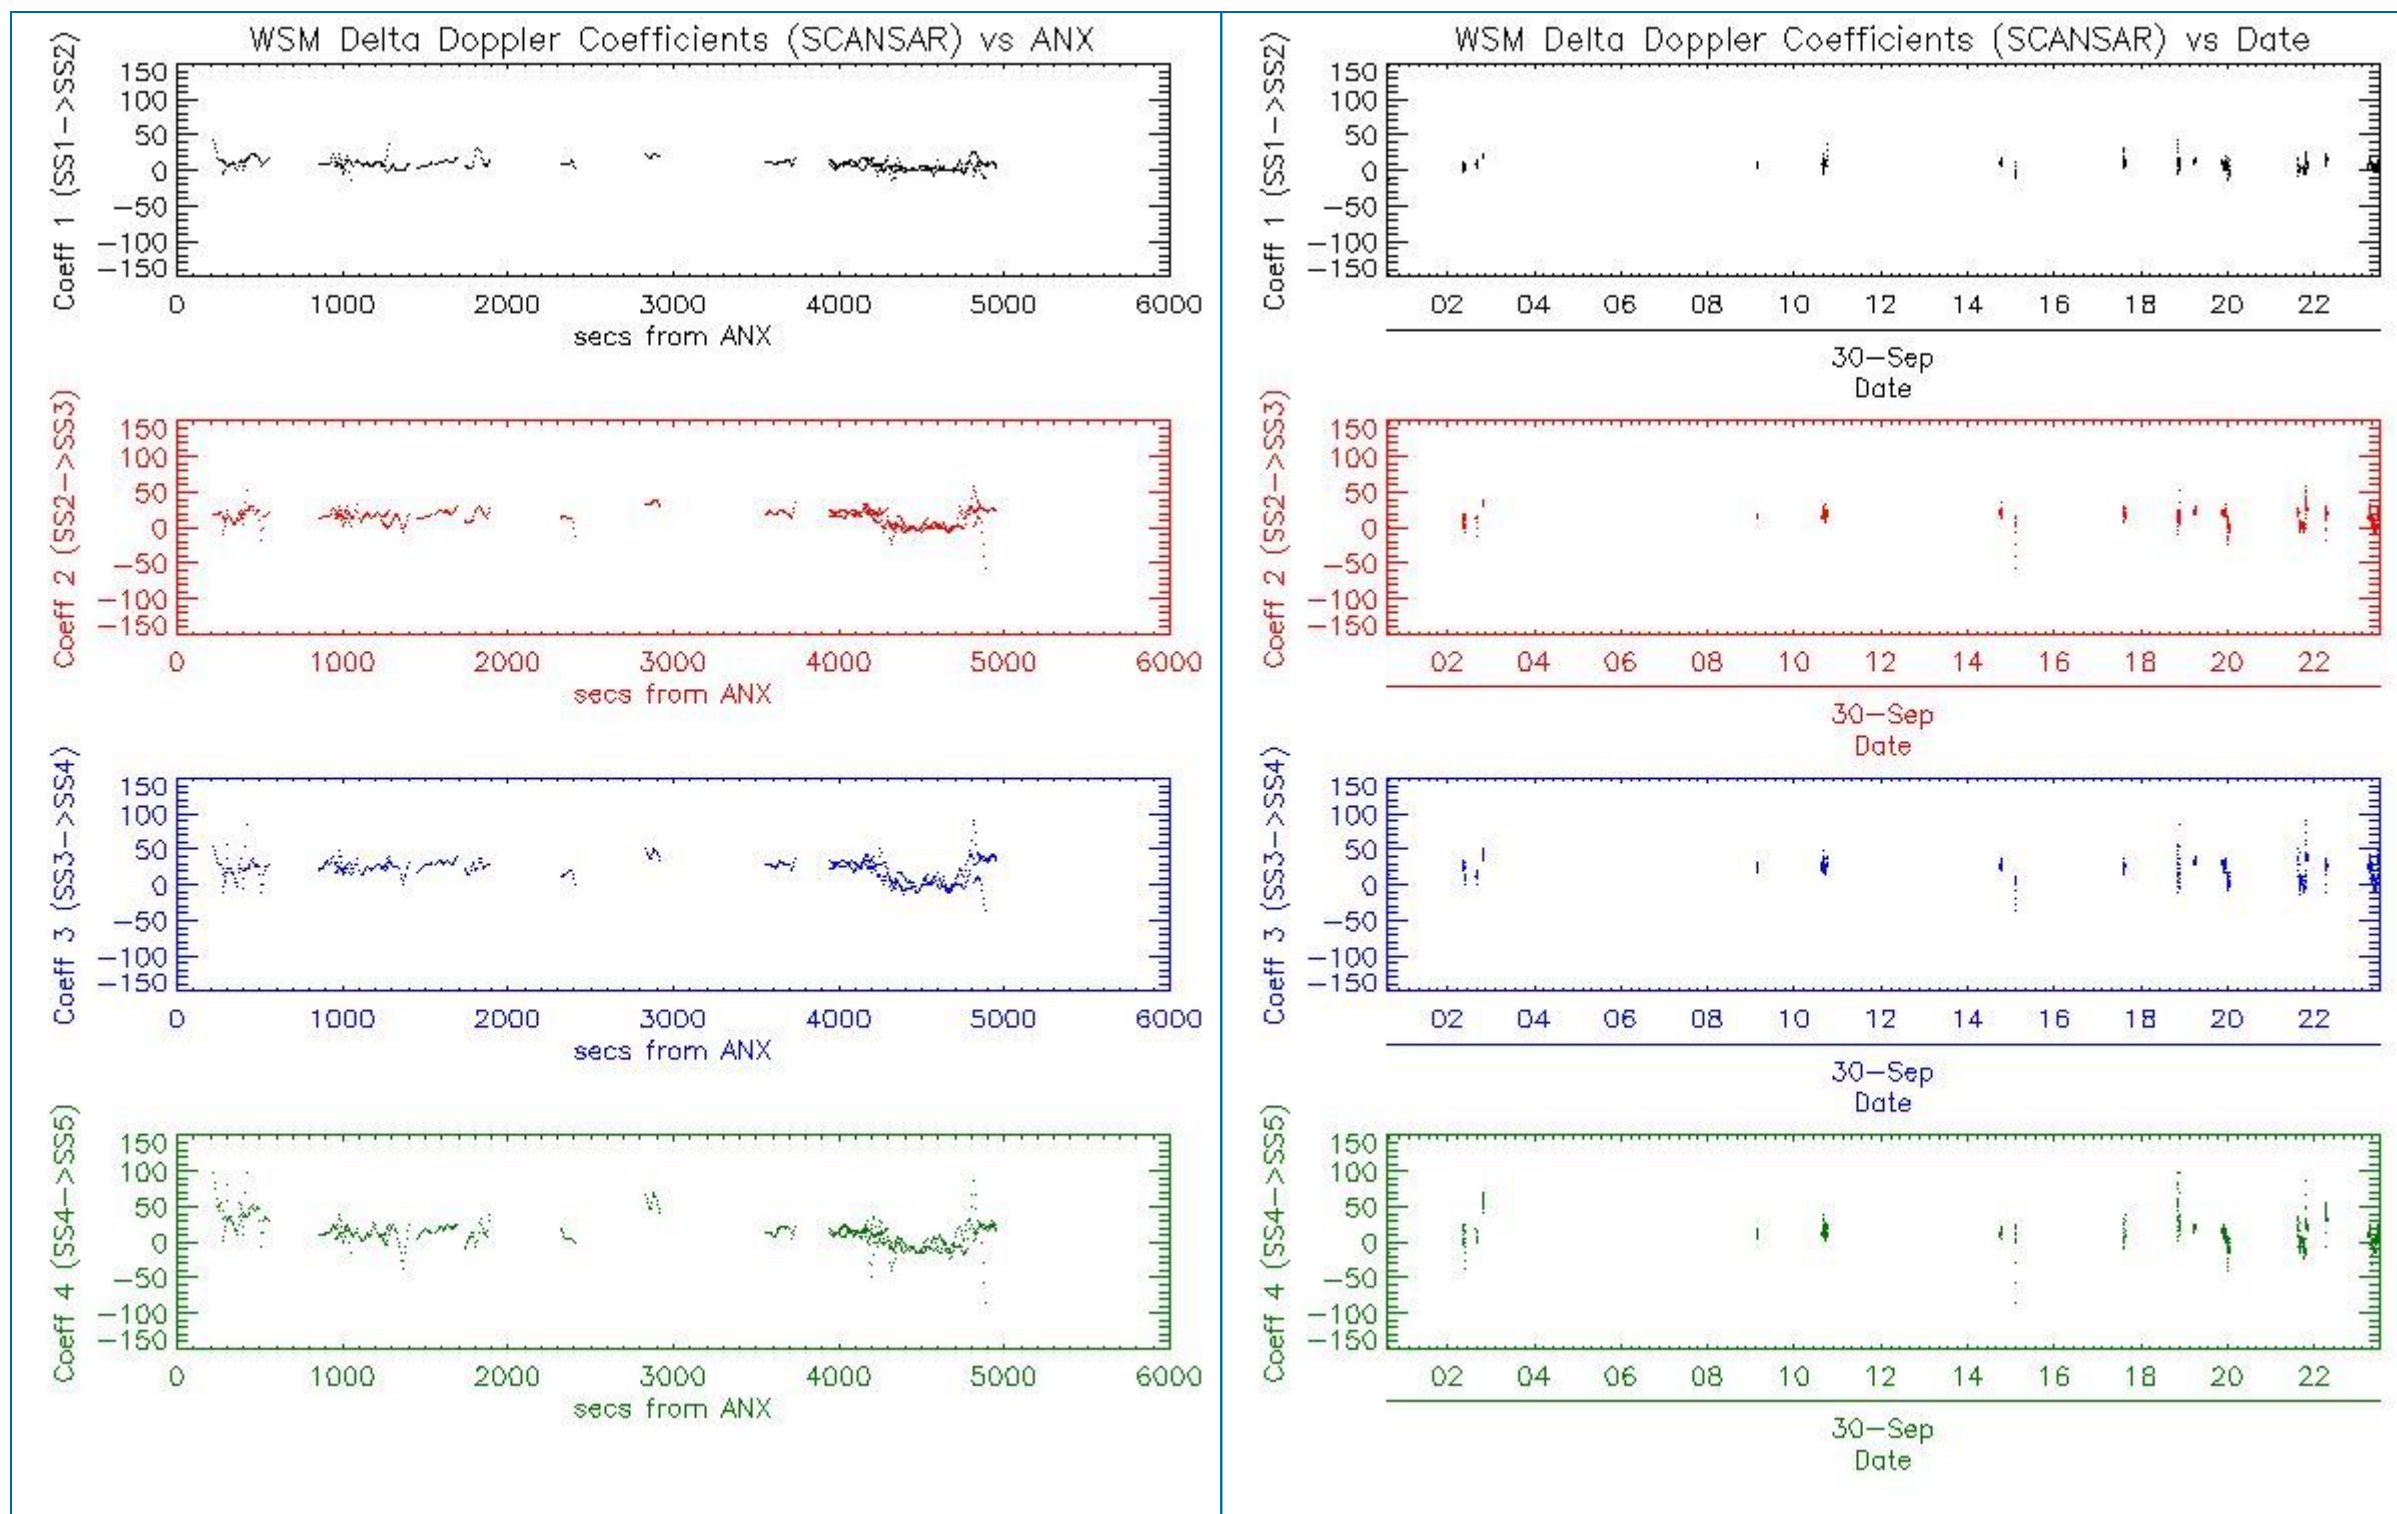 WSM Delta Doppler Coefficients (SCANSAR) vs ANX
Coeff 1 (SS1->SS2)
150
100
50
0
-50
-100
-150
0 1000 2000 3000 4000 5000 6000
secs from ANX
Coeff 2 (SS2->SS3)
150
100
50
0
-50
-100
-150
0 1000 2000 3000 4000 5000 6000
secs from ANX
Coeff 3 (SS3->SS4)
150
100
50
0
-50
-100
-150
0 1000 2000 3000 4000 5000 6000
secs from ANX
Coeff 4 (SS4->SS5)
150
100
50
0
-50
-100
-150
0 1000 2000 3000 4000 5000 6000
secs from ANX
WSM Delta Doppler Coefficients (SCANSAR) vs Date
Coeff 1 (SS1->SS2)
150
100
50
0
-50
-100
-150
02 04 06 08 10 12 14 16 18 20 22
30-Sep
Date
Coeff 2 (SS2->SS3)
150
100
50
0
-50
-100
-150
02 04 06 08 10 12 14 16 18 20 22
30-Sep
Date
Coeff 3 (SS3->SS4)
150
100
50
0
-50
-100
-150
02 04 06 08 10 12 14 16 18 20 22
30-Sep
Date
Coeff 4 (SS4->SS5)
150
100
50
0
-50
-100
-150
02 04 06 08 10 12 14 16 18 20 22
30-Sep
Date